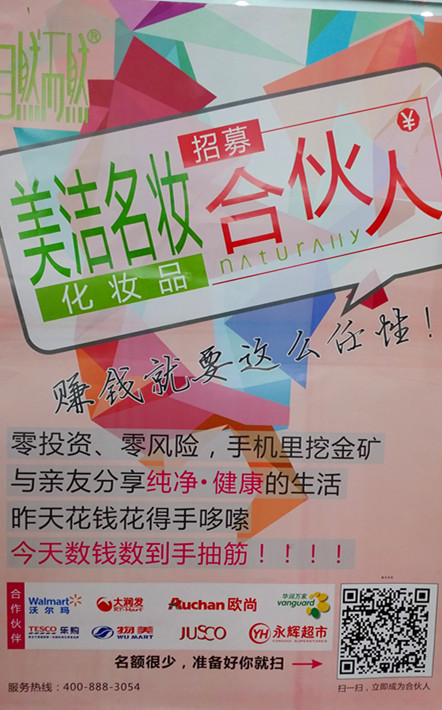 自然而然®
招募
美洁名妆
合伙人
化妆品
naturally
赚钱就要这么任性！
零投资、零风险，手机里挖金矿
与亲友分享纯净·健康的生活
昨天花钱花得手哆嗦
今天数钱数到手抽筋！！！！
合作伙伴
Walmart 沃尔玛
大润发 RT-MART
Auchan 欧尚
华润万家 vanguard
TESCO 乐购
物美 WU MART
JUSCO
YH 永辉超市 YONGHUI SUPERSTORES
名额很少，准备好你就扫
服务热线：400-888-3054
扫一扫，立即成为合伙人